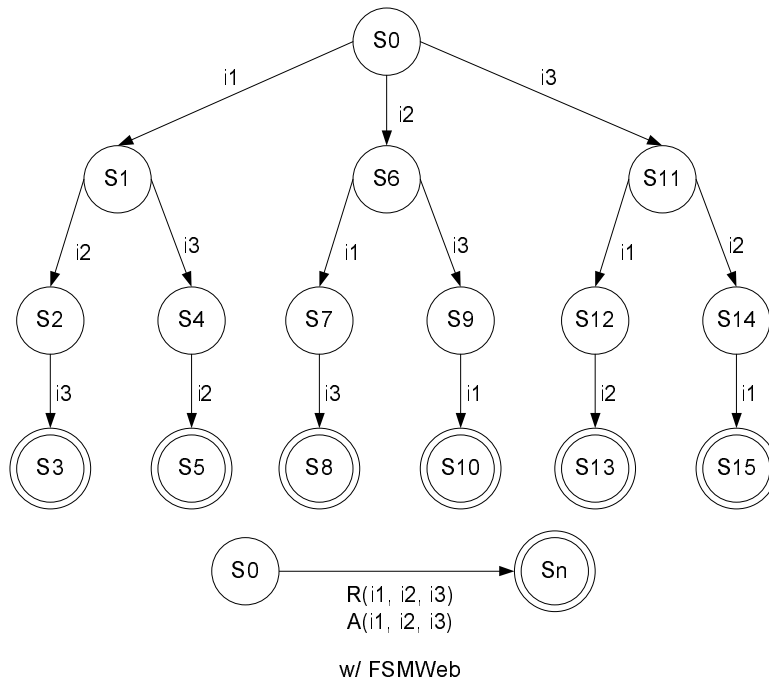 S0
i1
i2
i3
S1
S6
S11
i2
i3
i1
i3
i1
i2
S2
S4
S7
S9
S12
S14
i3
i2
i3
i1
i2
i1
S3
S5
S8
S10
S13
S15
S0
Sn
R(i1, i2, i3)
A(i1, i2, i3)
w/ FSMWeb